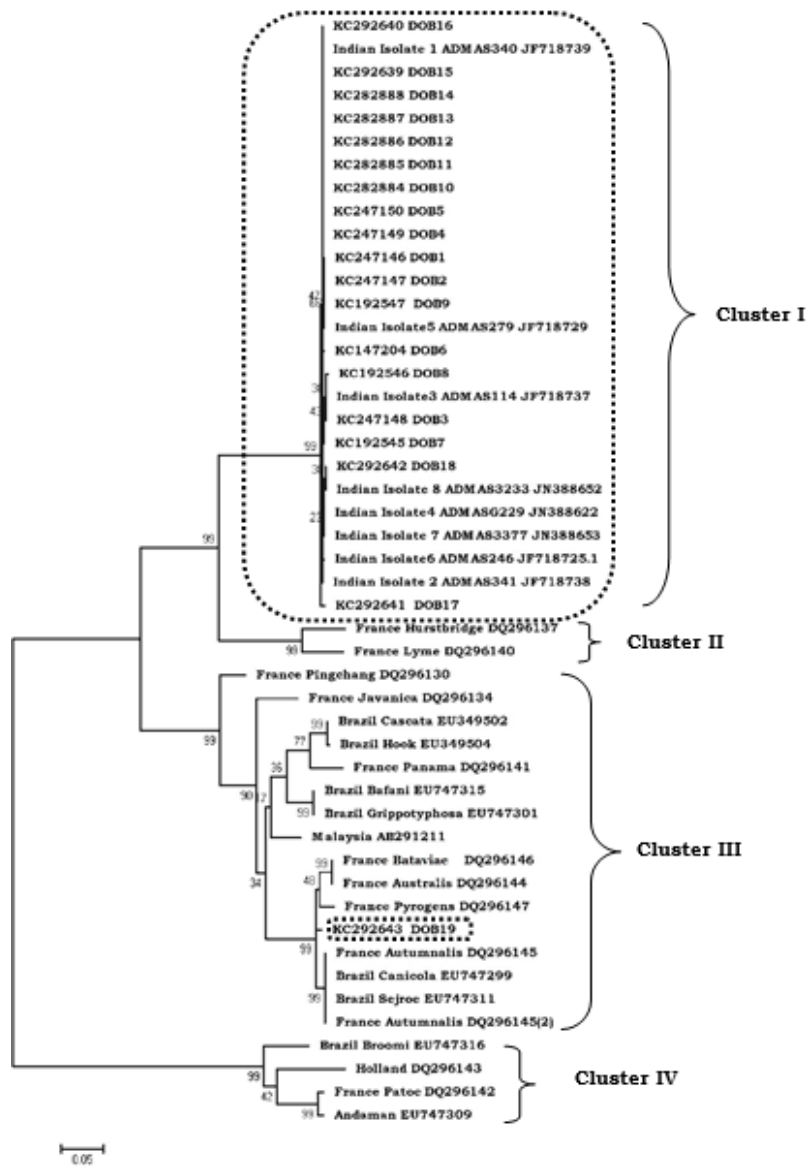 KC292640 DOB16
Indian Isolate 1 ADMAS340 JF718739
KC292639 DOB15
KC282888 DOB14
KC282887 DOB13
KC282886 DOB12
KC282885 DOB11
KC282884 DOB10
KC247150 DOB5
KC247149 DOB4
KC247146 DOB1
KC247147 DOB2
KC192547 DOB9
Indian Isolate5 ADMAS279 JF718729
KC147204 DOB6
KC192546 DOB8
Indian Isolate3 ADMAS114 JF718737
KC247148 DOB3
KC192545 DOB7
KC292642 DOB18
Indian Isolate 8 ADMAS3233 JN388652
Indian Isolate4 ADMASG229 JN388622
Indian Isolate 7 ADMAS3377 JN388653
Indian Isolate6 ADMAS246 JF718725.1
Indian Isolate 2 ADMAS341 JF718738
KC292641 DOB17
Cluster I
France Hurstbridge DQ296137
France Lyme DQ296140
Cluster II
France Pingchang DQ296130
France Javanica DQ296134
Brazil Cascata EU349502
Brazil Hook EU349504
France Panama DQ296141
Brazil Bafani EU747315
Brazil Grippotyphosa EU747301
Malaysia AB291211
France Bataviae DQ296146
France Australis DQ296144
France Pyrogens DQ296147
KC292643 DOB19
France Autumnalis DQ296145
Brazil Canicola EU747299
Brazil Sejroe EU747311
France Autumnalis DQ296145(2)
Cluster III
Brazil Broomi EU747316
Holland DQ296143
France Patoc DQ296142
Andaman EU747309
Cluster IV
42
99
99
98
99
90
34
36
77
99
99
99
48
99
99
99
42
99
0.05